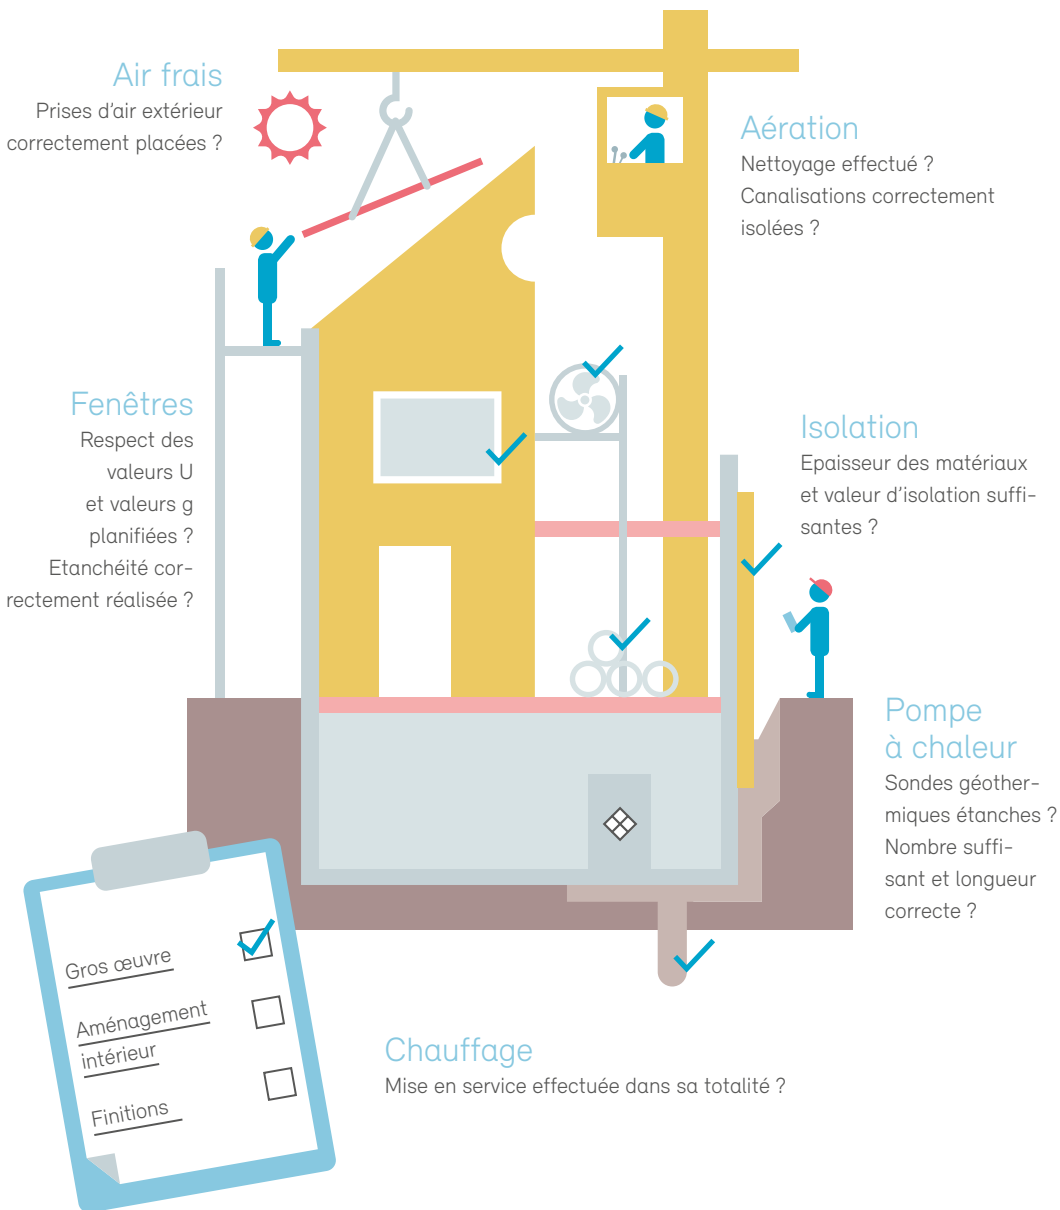 Air frais
Prises d'air extérieur
correctement placées ?
Aération
Nettoyage effectué ?
Canalisations correctement
isolées ?
Fenêtres
Respect des
valeurs U
et valeurs g
planifiées ?
Etanchéité cor-
rectement réalisée ?
Isolation
Epaisseur des matériaux
et valeur d'isolation suffi-
santes ?
Pompe
à chaleur
Sondes géother-
miques étanches ?
Nombre suffi-
sant et longueur
correcte ?
Gros œuvre
Aménagement
intérieur
Finitions
Chauffage
Mise en service effectuée dans sa totalité ?